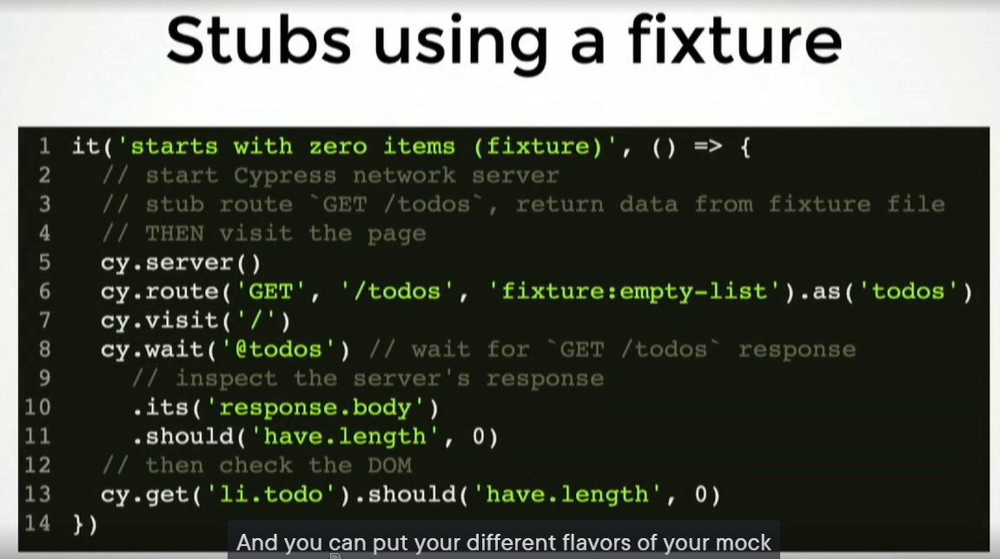 Stubs using a fixture
1 it('starts with zero items (fixture)', () => {
2 // start Cypress network server
3 // stub route `GET /todos`, return data from fixture file
4 // THEN visit the page
5 cy.server()
6 cy.route('GET', '/todos', 'fixture:empty-list').as('todos')
7 cy.visit('/')
8 cy.wait('@todos') // wait for `GET /todos` response
9 // inspect the server's response
10 .its('response.body')
11 .should('have.length', 0)
12 // then check the DOM
13 cy.get('li.todo').should('have.length', 0)
14 })
And you can put your different flavors of your mock